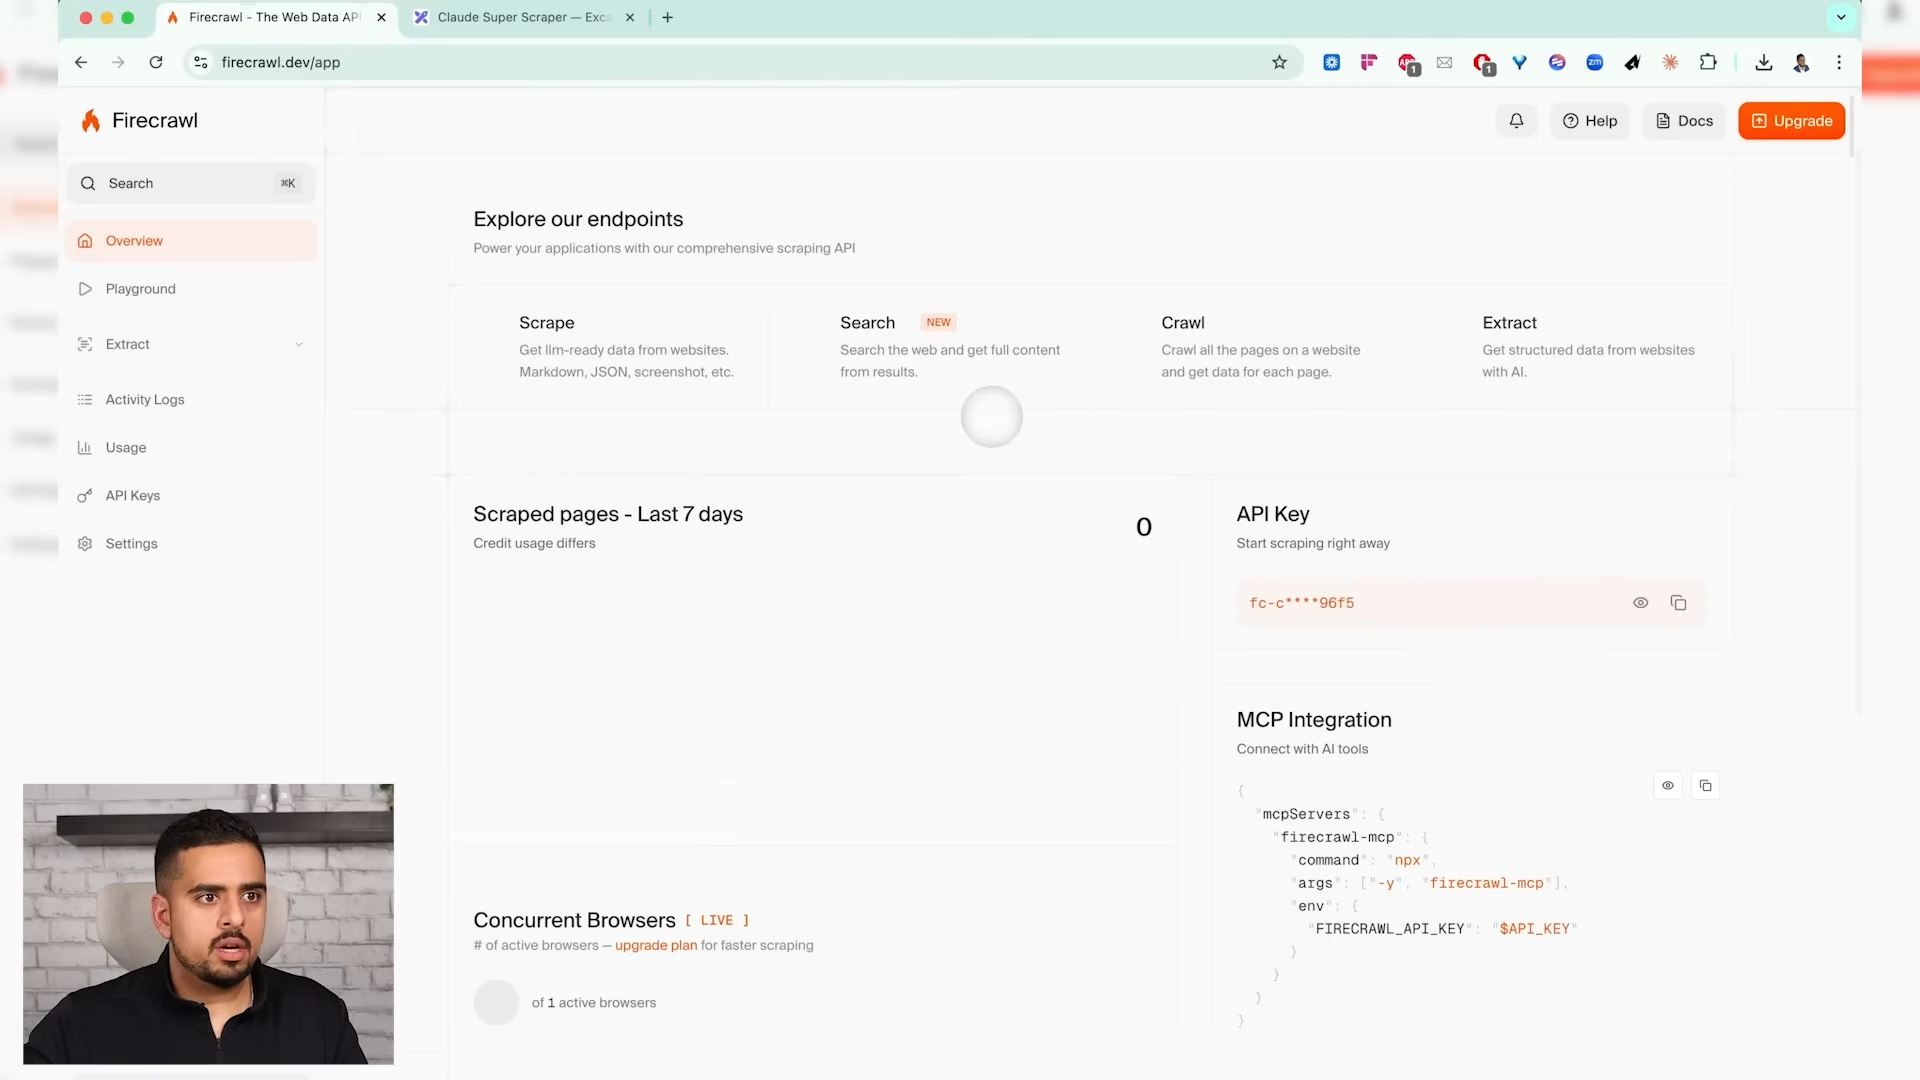 Firecrawl - The Web Data AP
Claude Super Scraper — Exc
firecrawl.dev/app
1
1
zm
Firecrawl
Help
Docs
Upgrade
Search
⌘K
Overview
Playground
Extract
Activity Logs
Usage
API Keys
Settings
Explore our endpoints
Power your applications with our comprehensive scraping API
Scrape
Get llm-ready data from websites.
Markdown, JSON, screenshot, etc.
Search NEW
Search the web and get full content
from results.
Crawl
Crawl all the pages on a website
and get data for each page.
Extract
Get structured data from websites
with AI.
Scraped pages - Last 7 days
Credit usage differs
0
API Key
Start scraping right away
fc-c****96f5
MCP Integration
Connect with AI tools
{
"mcpServers": {
"firecrawl-mcp": {
"command": "npx",
"args": ["-y", "firecrawl-mcp"],
"env": {
"FIRECRAWL_API_KEY": "$API_KEY"
}
}
}
}
Concurrent Browsers [ LIVE ]
# of active browsers — upgrade plan for faster scraping
of 1 active browsers